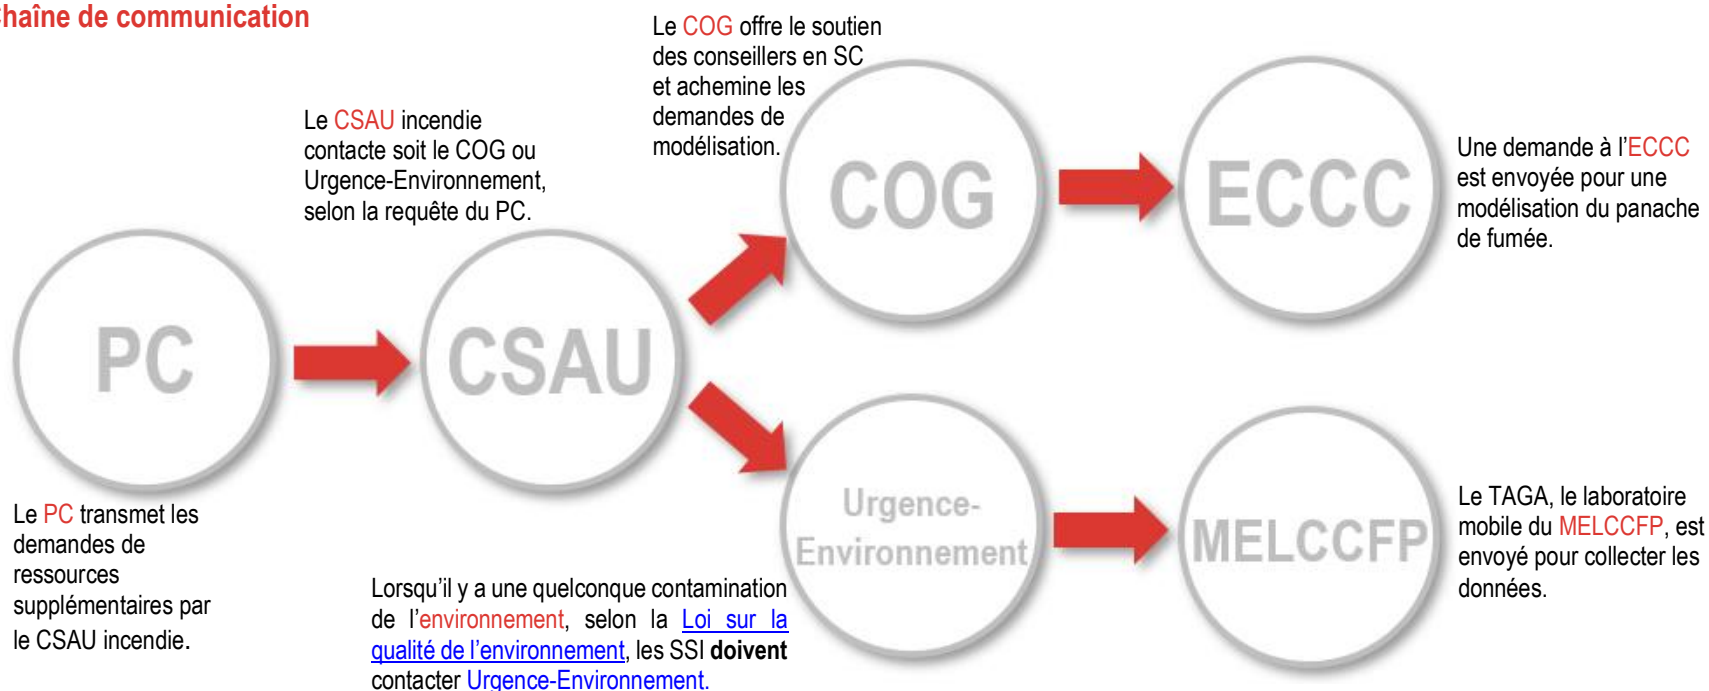 haîne de communication
Le COG offre le soutien
des conseillers en SC
et achemine les
demandes de
modélisation.
Le CSAU incendie
contacte soit le COG ou
Urgence-Environnement,
selon la requête du PC.
Une demande à l'ECCC
est envoyée pour une
modélisation du panache
de fumée.
PC
CSAU
COG
ECCC
Urgence-
Environnement
MELCCFP
Le PC transmet les
demandes de
ressources
supplémentaires par
le CSAU incendie.
Lorsqu'il y a une quelconque contamination
de l'environnement, selon la Loi sur la
qualité de l'environnement, les SSI doivent
contacter Urgence-Environnement.
Le TAGA, le laboratoire
mobile du MELCCFP, est
envoyé pour collecter les
données.